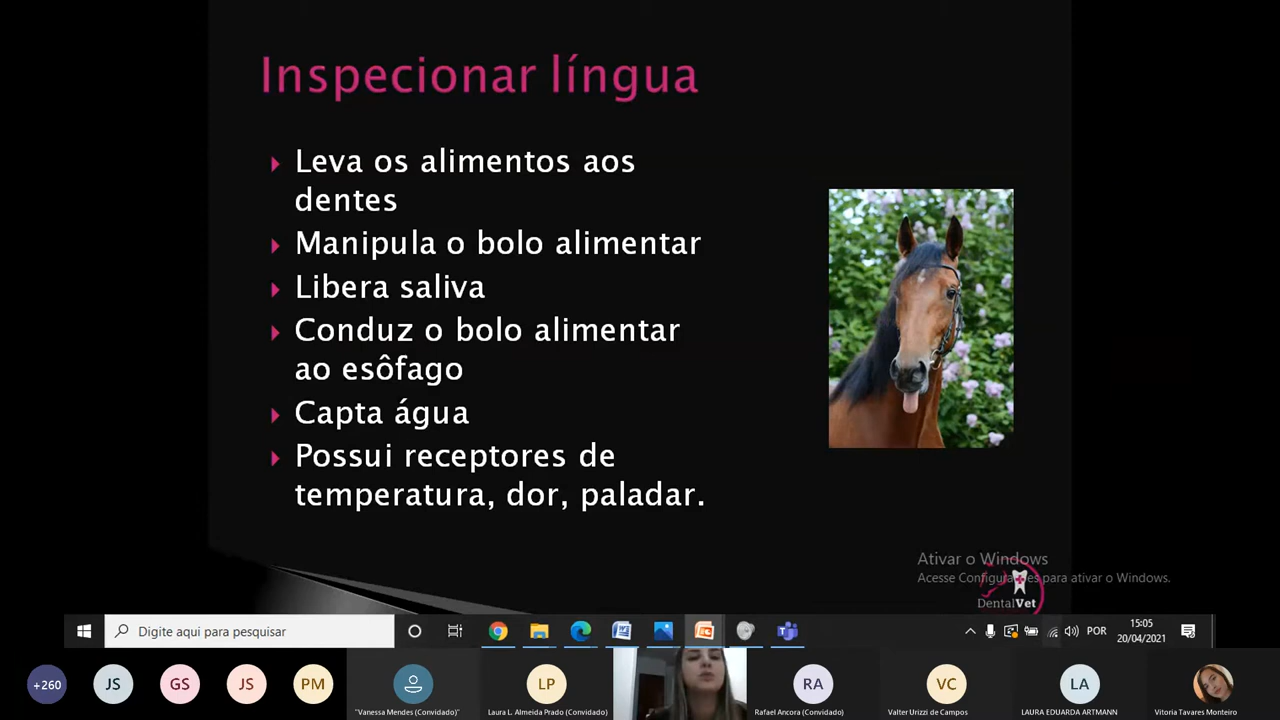 Inspecionar língua
Leva os alimentos aos
dentes
Manipula o bolo alimentar
Libera saliva
Conduz o bolo alimentar
ao esôfago
Capta água
Possui receptores de
temperatura, dor, paladar.
Ativar o Windows
Acesse Configurações para ativar o Windows.
DentalVet
Digite aqui para pesquisar
POR
15:05
20/04/2021
+260
JS
GS
JS
PM
"Vanessa Mendes (Convidado)"
LP
Laura L. Almeida Prado (Convidado)
RA
Rafael Ancora (Convidado)
VC
Valter Urizzi de Campos
LA
LAURA EDUARDA ARTMANN
Vitoria Tavares Monteiro